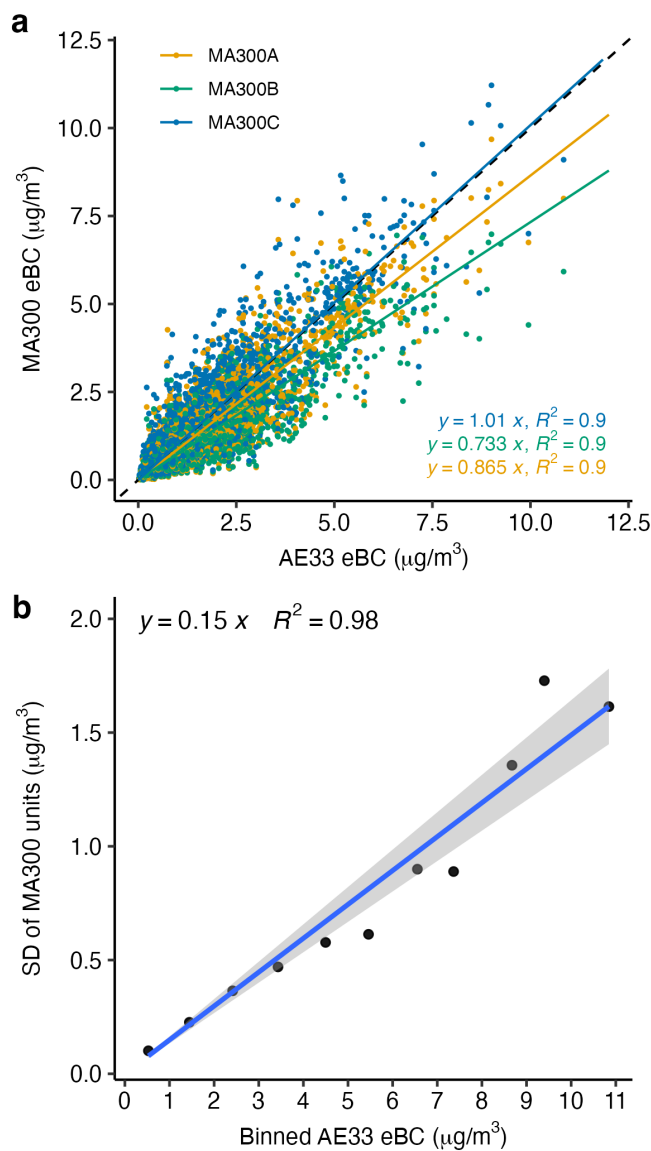 a
12.5
10.0
7.5
5.0
2.5
0.0
MA300 eBC (μg/m³)
MA300A
MA300B
MA300C
y = 1.01 x, R² = 0.9
y = 0.733 x, R² = 0.9
y = 0.865 x, R² = 0.9
0.0 2.5 5.0 7.5 10.0 12.5
AE33 eBC (μg/m³)
b
y = 0.15 x R² = 0.98
2.0
1.5
1.0
0.5
0.0
SD of MA300 units (μg/m³)
0 1 2 3 4 5 6 7 8 9 10 11
Binned AE33 eBC (μg/m³)